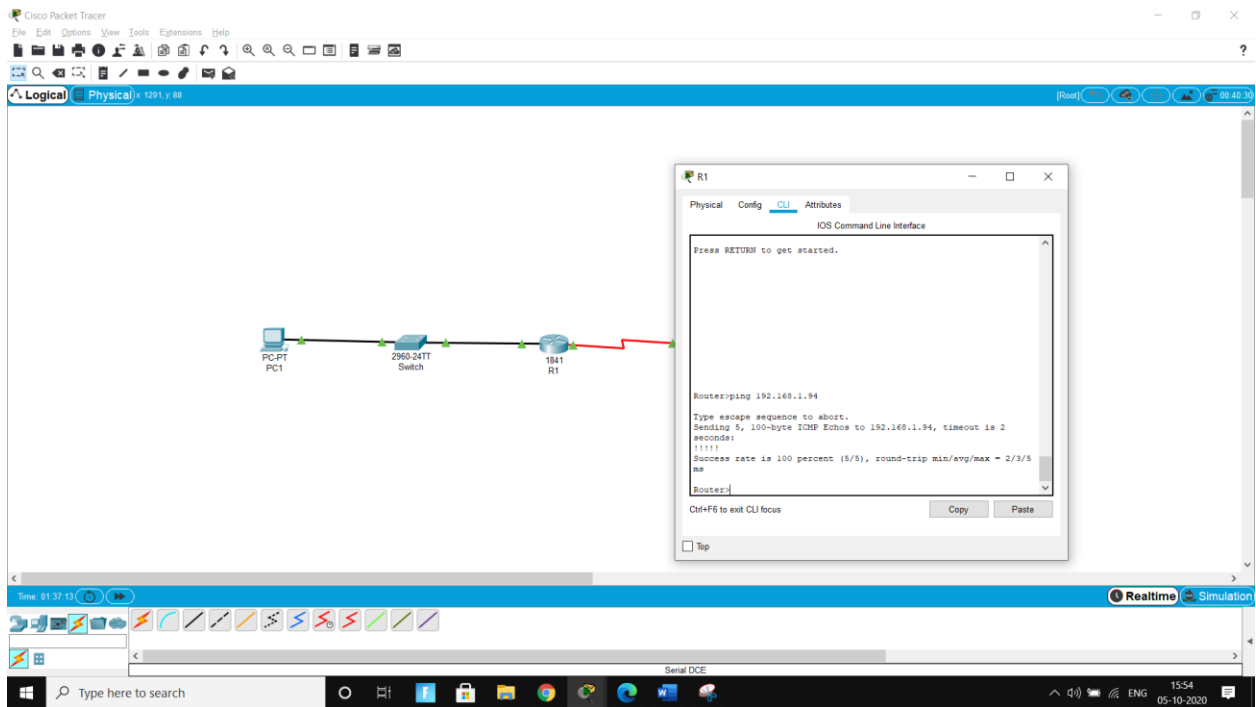 Cisco Packet Tracer
File Edit Options View Tools Extensions Help
?
Logical Physical x: 1291, y: 88 [Root] 00:40:30
R1
Physical Config CLI Attributes
IOS Command Line Interface
Press RETURN to get started.
Router>ping 192.168.1.94
Type escape sequence to abort.
Sending 5, 100-byte ICMP Echos to 192.168.1.94, timeout is 2
seconds:
!!!!!
Success rate is 100 percent (5/5), round-trip min/avg/max = 2/3/5
ms
Router>
Ctrl+F6 to exit CLI focus Copy Paste
Top
PC-PT
PC1
2960-24TT
Switch
1841
R1
Time: 01:37:13 Realtime Simulation
Serial DCE
Type here to search
ENG
15:54
05-10-2020